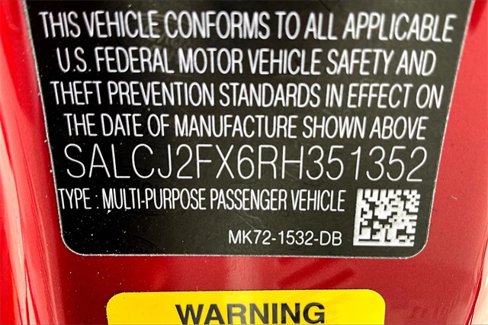 THIS VEHICLE CONFORMS TO ALL APPLICABLE
U.S. FEDERAL MOTOR VEHICLE SAFETY AND
THEFT PREVENTION STANDARDS IN EFFECT ON
THE DATE OF MANUFACTURE SHOWN ABOVE
SALCJ2FX6RH351352
TYPE : MULTI-PURPOSE PASSENGER VEHICLE
MK72-1532-DB
WARNING